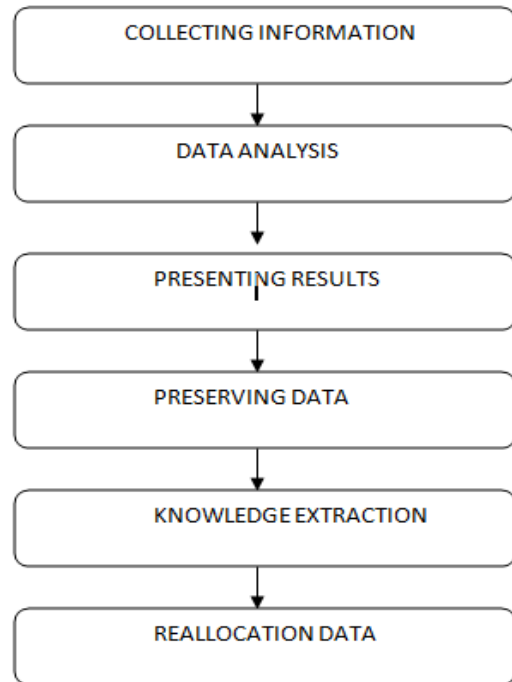 COLLECTING INFORMATION
DATA ANALYSIS
PRESENTING RESULTS
PRESERVING DATA
KNOWLEDGE EXTRACTION
REALLOCATION DATA